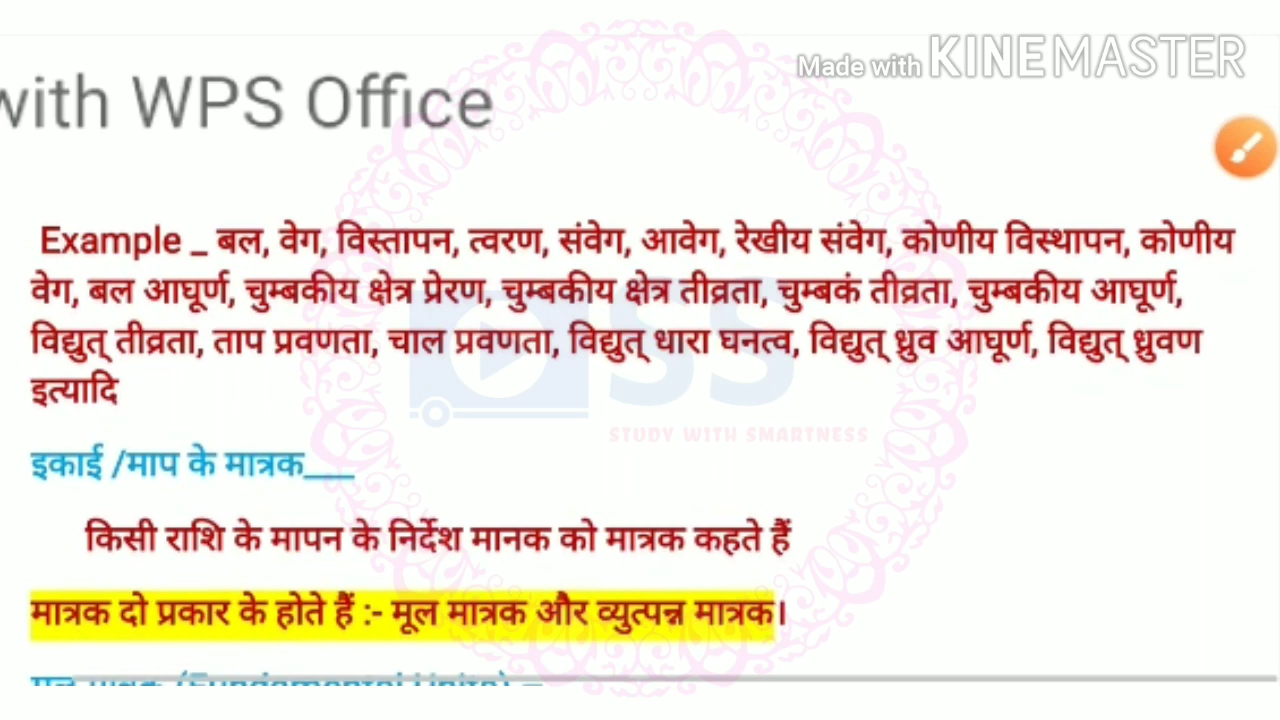 Made with KINEMASTER
with WPS Office
Example _ बल, वेग, विस्तापन, त्वरण, संवेग, आवेग, रेखीय संवेग, कोणीय विस्थापन, कोणीय
वेग, बल आघूर्ण, चुम्बकीय क्षेत्र प्रेरण, चुम्बकीय क्षेत्र तीव्रता, चुम्बकं तीव्रता, चुम्बकीय आघूर्ण,
विद्युत् तीव्रता, ताप प्रवणता, चाल प्रवणता, विद्युत् धारा घनत्व, विद्युत् ध्रुव आघूर्ण, विद्युत् ध्रुवण
इत्यादि
SS
STUDY WITH SMARTNESS
इकाई /माप के मात्रक___
किसी राशि के मापन के निर्देश मानक को मात्रक कहते हैं
मात्रक दो प्रकार के होते हैं :- मूल मात्रक और व्युत्पन्न मात्रक।